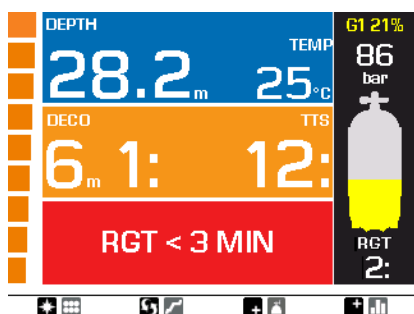 DEPTH
TEMP
28.2m
25°C
DECO
TTS
6m 1:
12:
RGT < 3 MIN
G1 21%
86
bar
RGT
2: